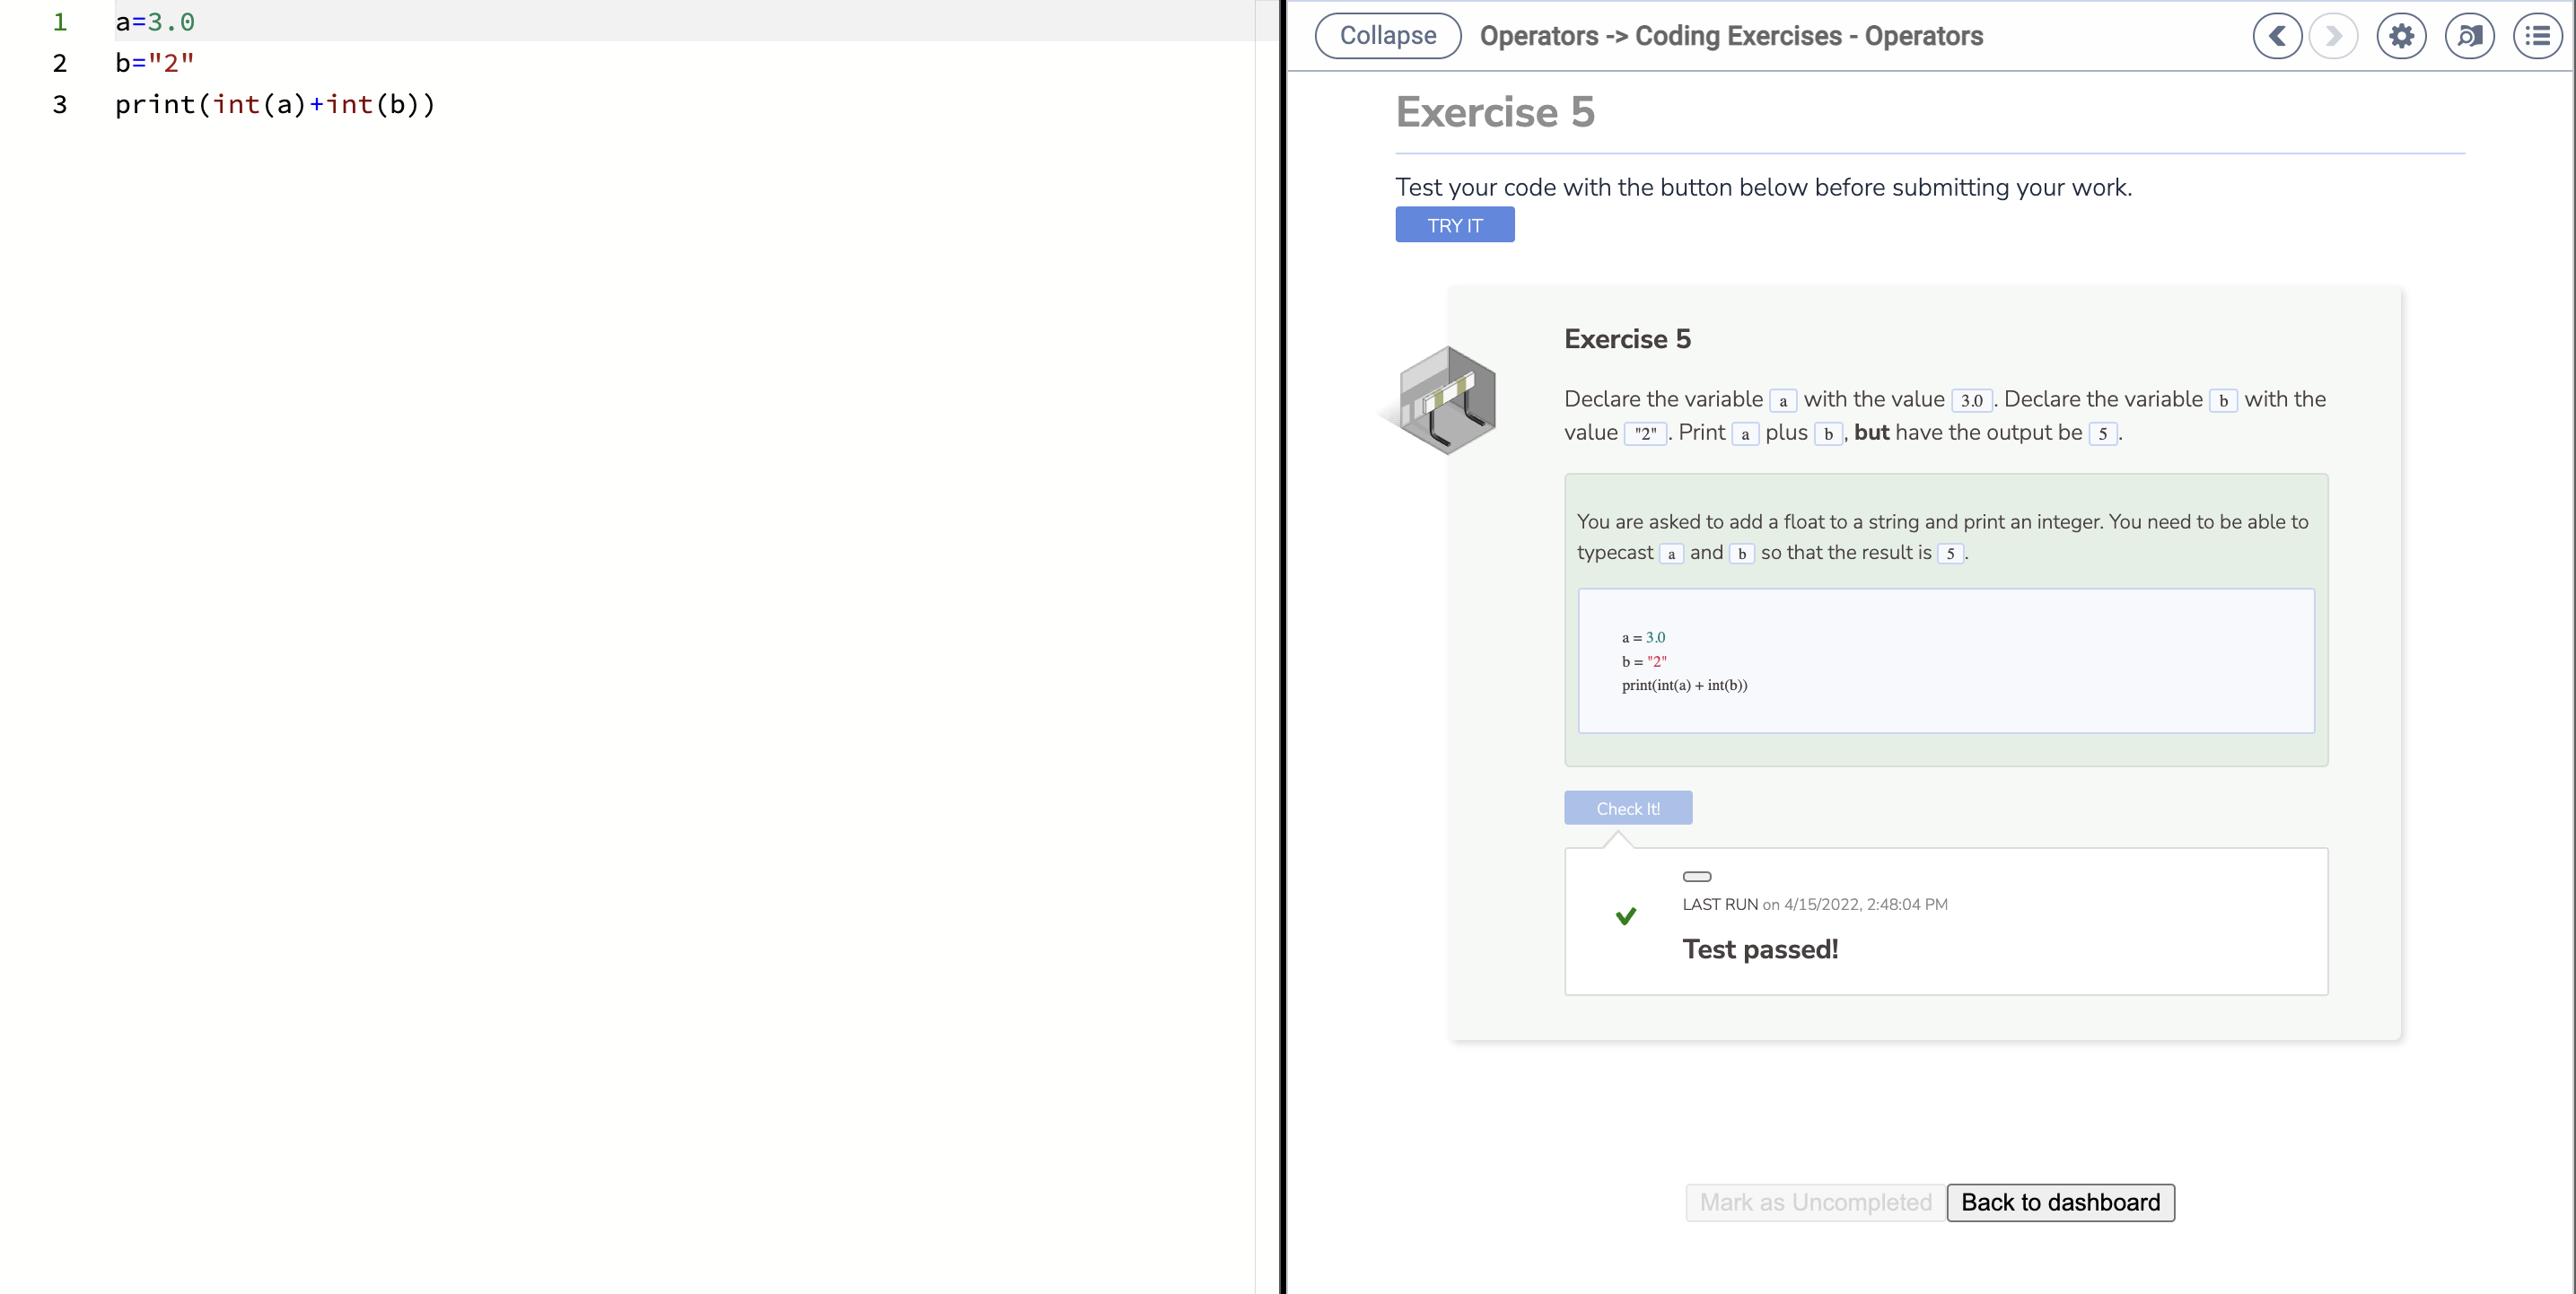 1 a=3.0
2 b="2"
3 print(int(a)+int(b))
Collapse Operators -> Coding Exercises - Operators
Exercise 5
Test your code with the button below before submitting your work.
TRY IT
Exercise 5
Declare the variable a with the value 3.0. Declare the variable b with the
value "2". Print a plus b, but have the output be 5.
You are asked to add a float to a string and print an integer. You need to be able to
typecast a and b so that the result is 5.
a = 3.0
b = "2"
print(int(a) + int(b))
Check It!
LAST RUN on 4/15/2022, 2:48:04 PM
Test passed!
Mark as Uncompleted Back to dashboard